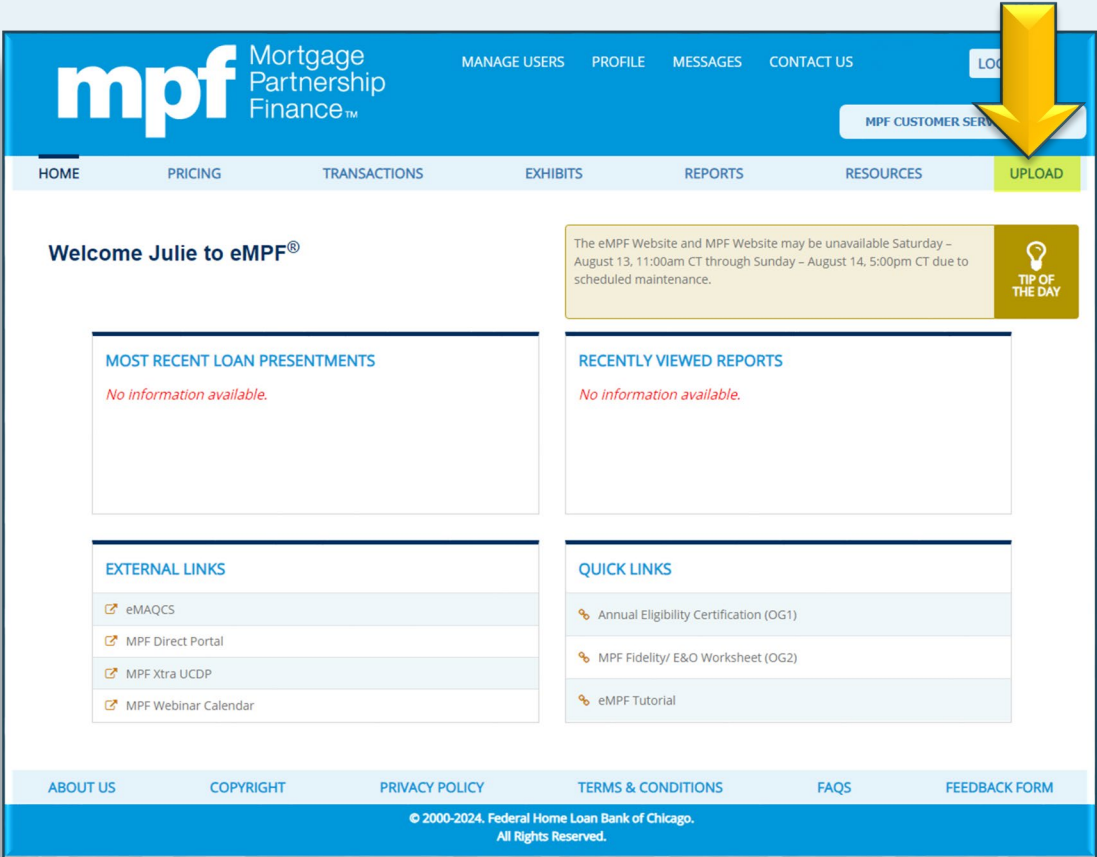 mpf Mortgage
Partnership
Finance™
MANAGE USERS PROFILE MESSAGES CONTACT US
MPF CUSTOMER
HOME PRICING TRANSACTIONS EXHIBITS REPORTS RESOURCES UPLOAD
Welcome Julie to eMPF®
The eMPF Website and MPF Website may be unavailable Saturday –
August 13, 11:00am CT through Sunday – August 14, 5:00pm CT due to
scheduled maintenance.
TIP OF
THE DAY
MOST RECENT LOAN PRESENTMENTS
No information available.
RECENTLY VIEWED REPORTS
No information available.
EXTERNAL LINKS
eMAQCS
MPF Direct Portal
MPF Xtra UCDP
MPF Webinar Calendar
QUICK LINKS
Annual Eligibility Certification (OG1)
MPF Fidelity/ E&O Worksheet (OG2)
eMPF Tutorial
ABOUT US COPYRIGHT PRIVACY POLICY TERMS & CONDITIONS FAQS FEEDBACK FORM
© 2000-2024. Federal Home Loan Bank of Chicago.
All Rights Reserved.